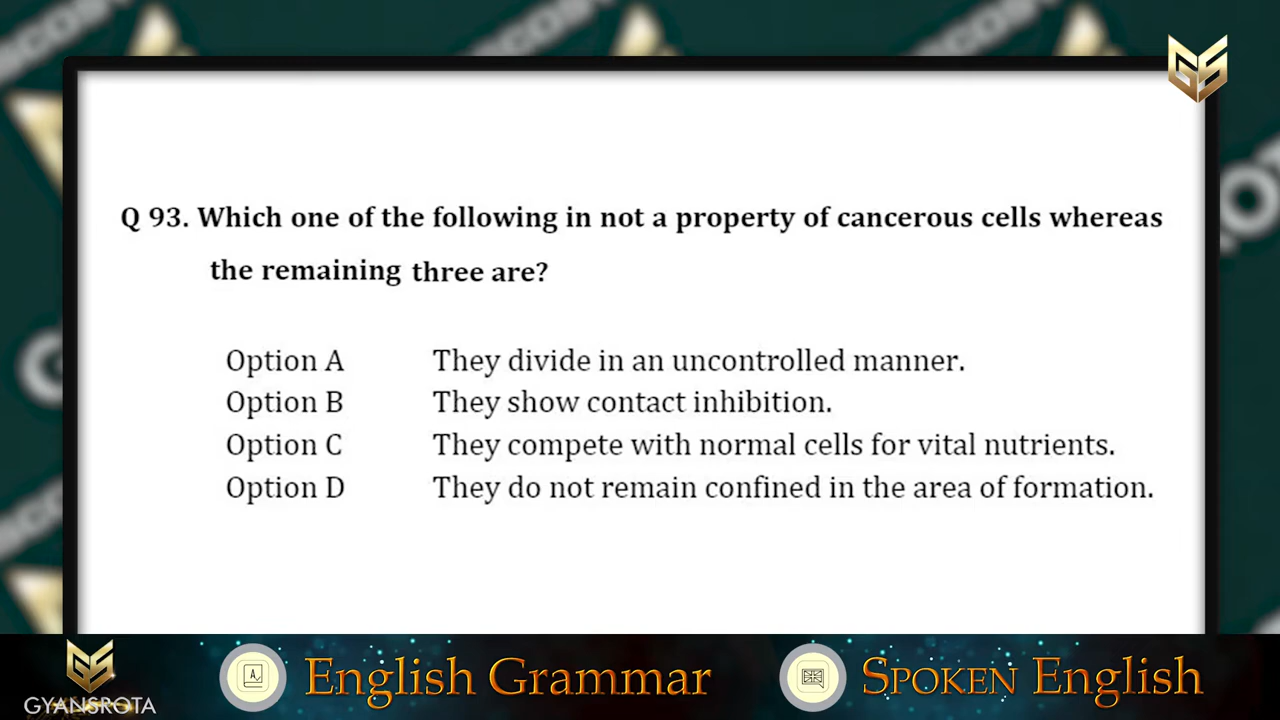 Q 93. Which one of the following in not a property of cancerous cells whereas
the remaining three are?
Option A They divide in an uncontrolled manner.
Option B They show contact inhibition.
Option C They compete with normal cells for vital nutrients.
Option D They do not remain confined in the area of formation.
GYANSROTA
English Grammar
SPOKEN English